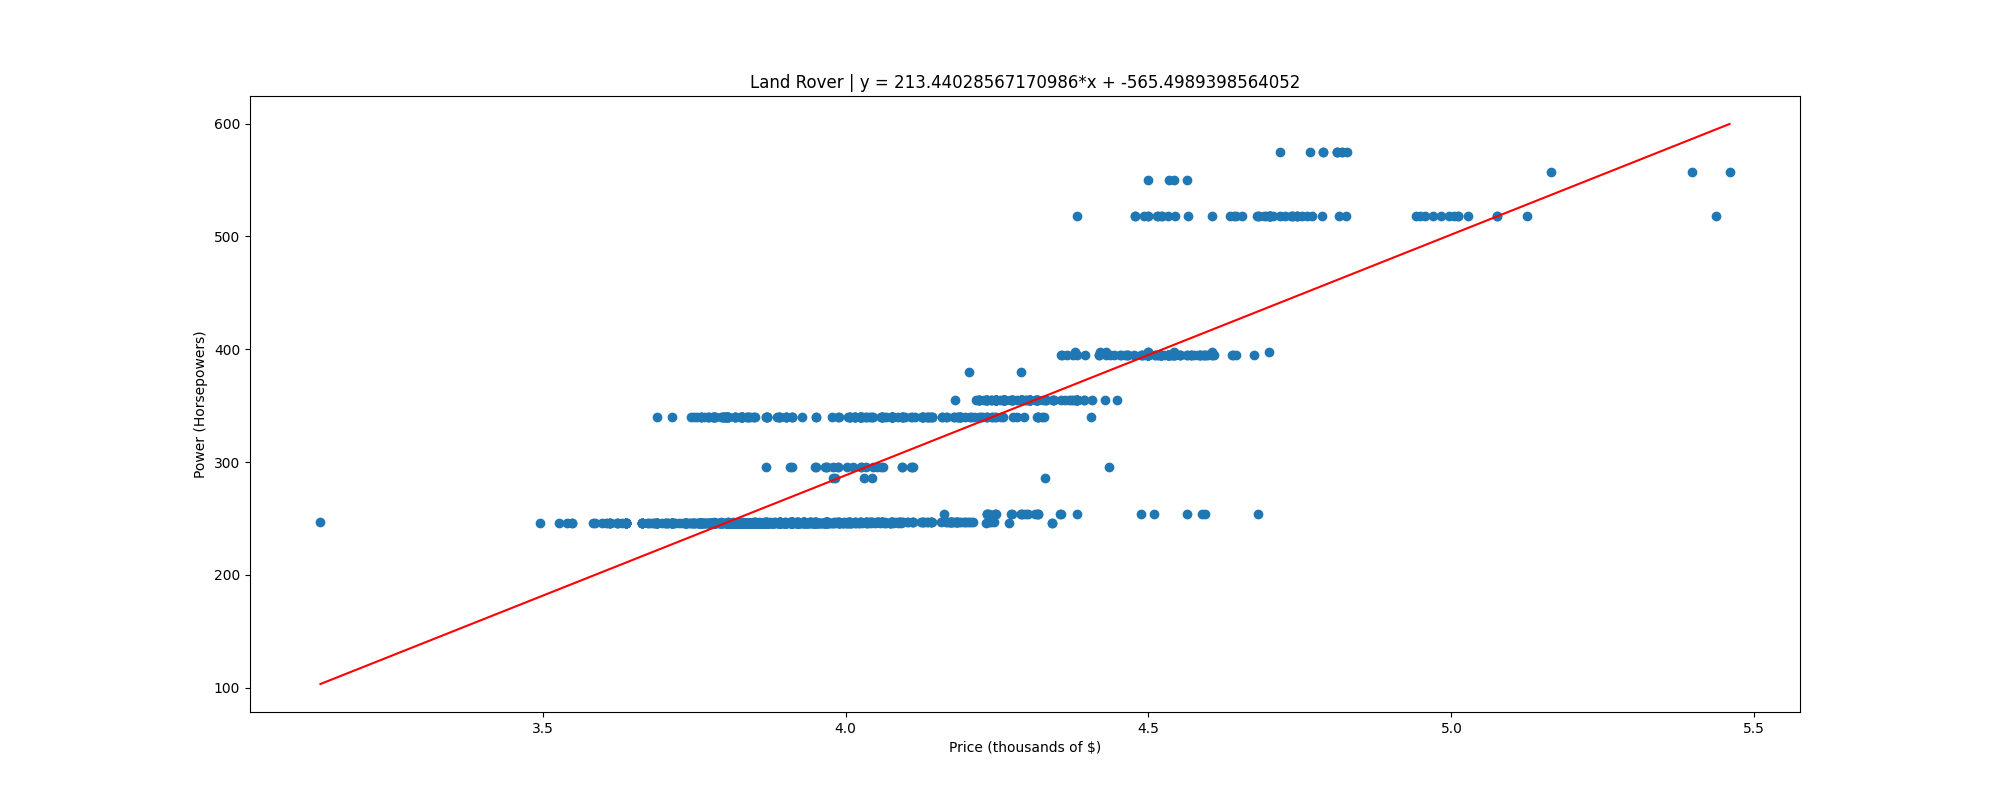 Land Rover | y = 213.44028567170986*x + -565.4989398564052
600
500
400
300
200
100
Power (Horsepowers)
3.5 4.0 4.5 5.0 5.5
Price (thousands of $)